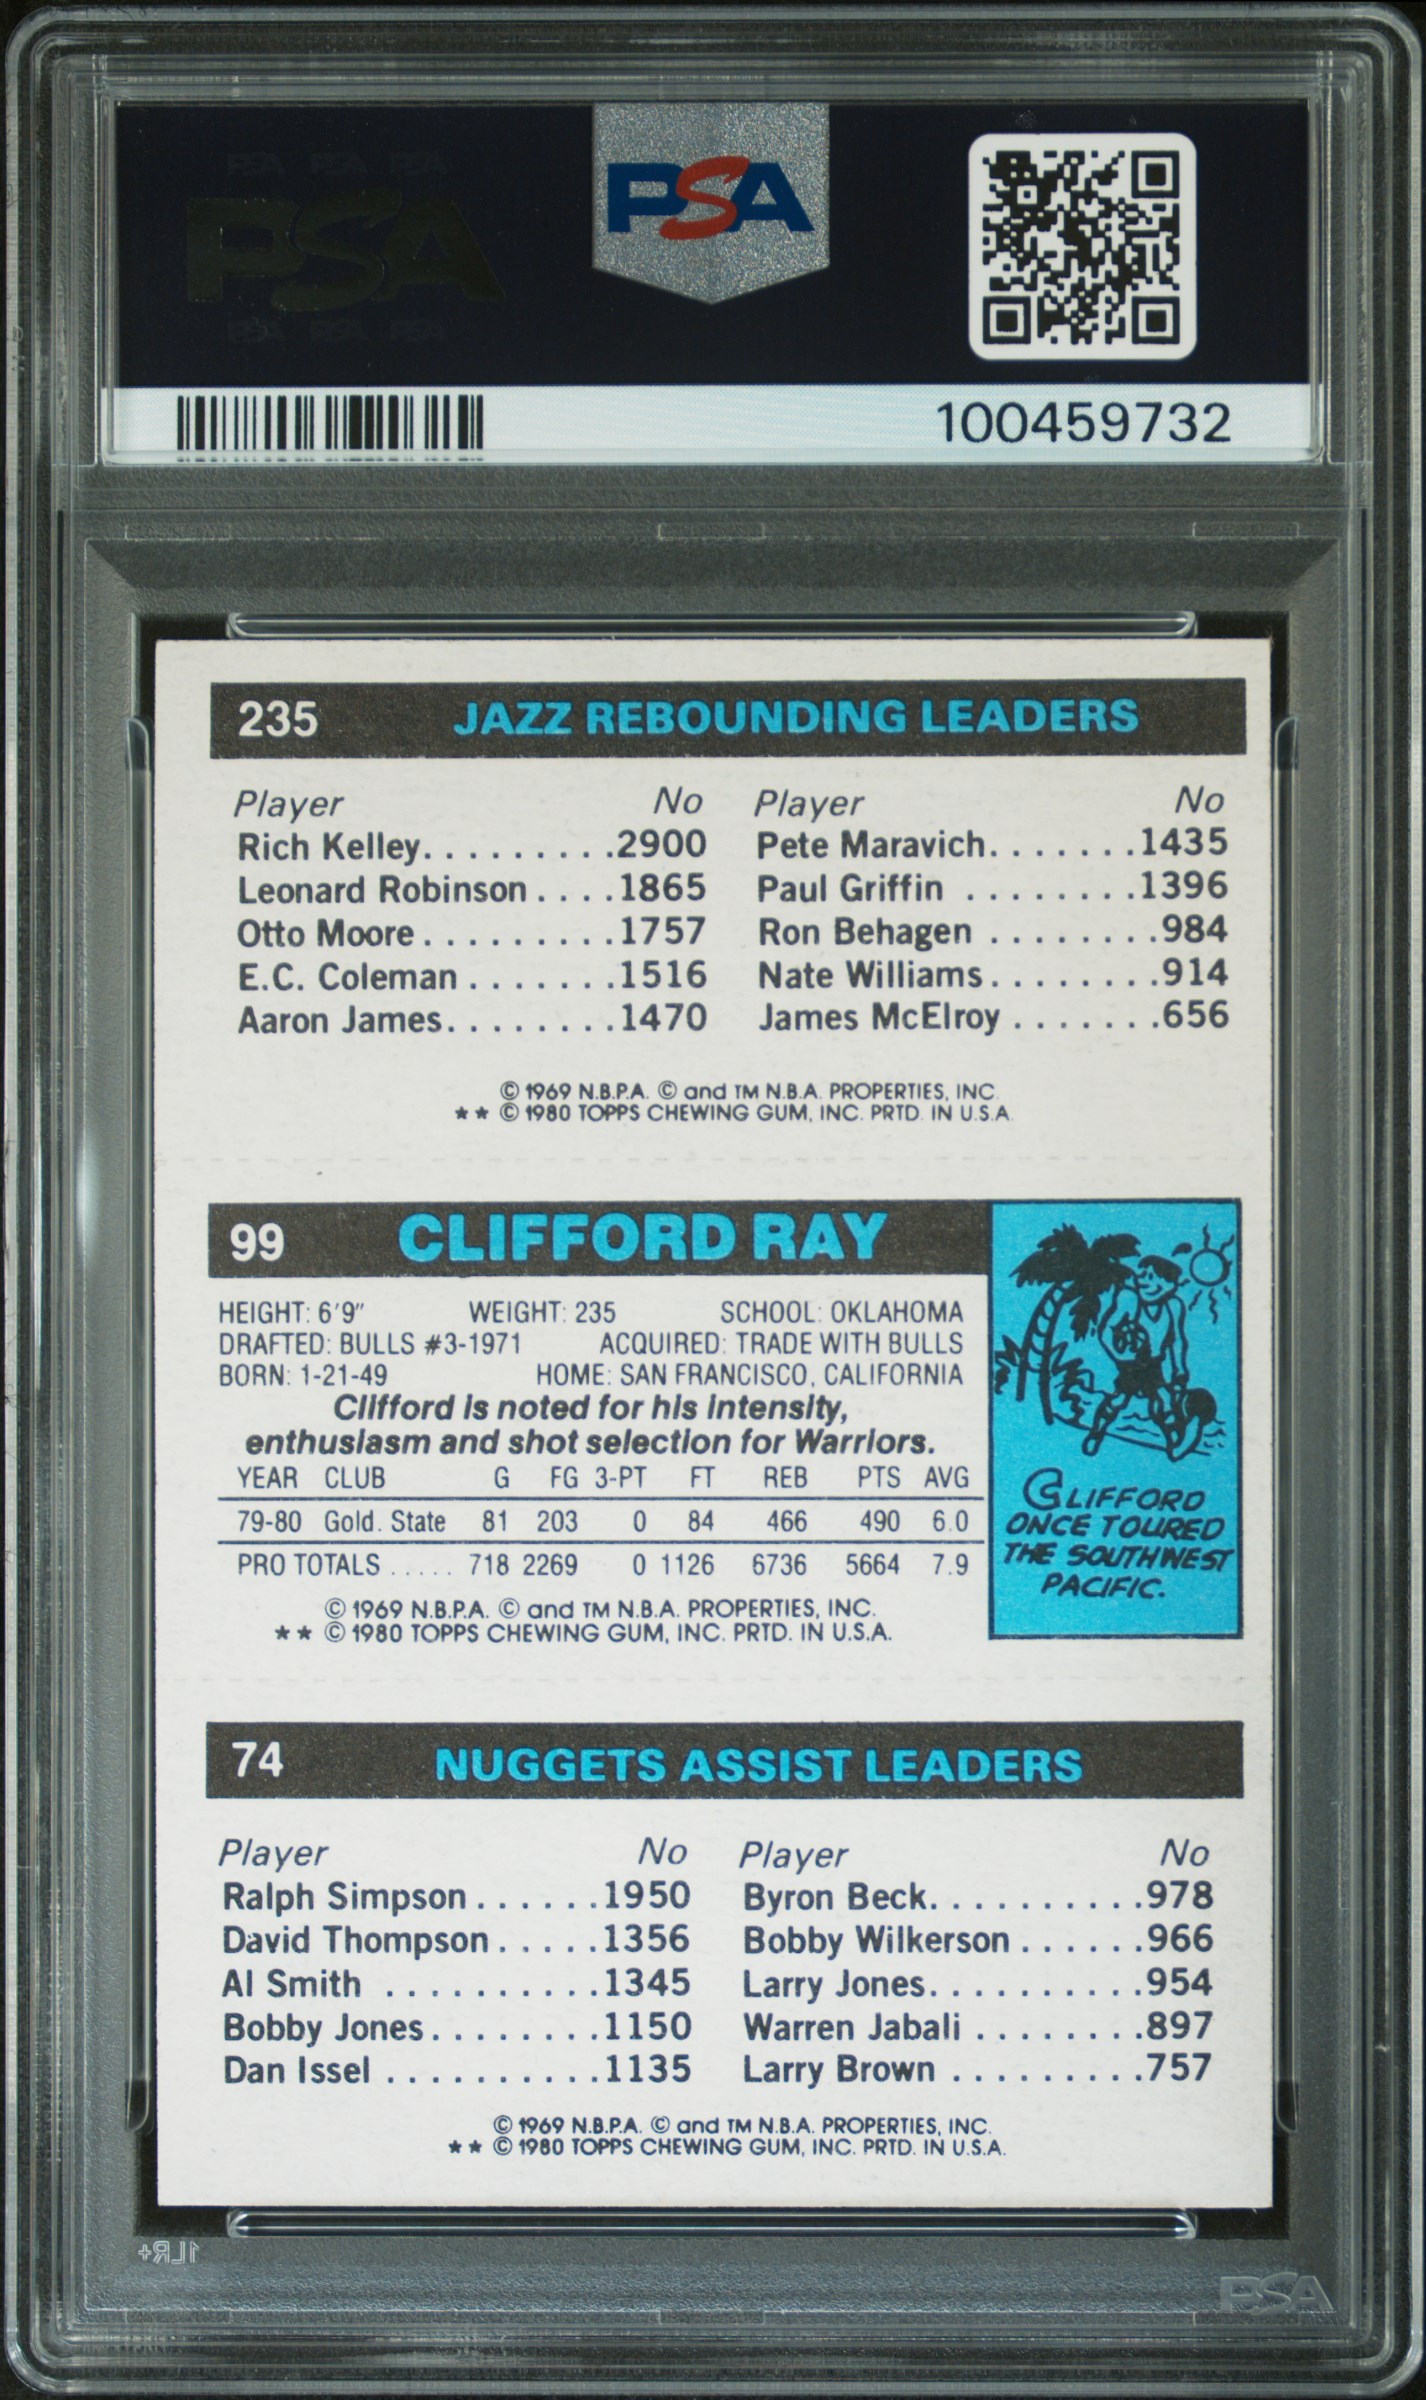 PSA PSA PSA
PSA
PSA PSA PSA
PSA
100459732
235 JAZZ REBOUNDING LEADERS
Player No Player No
Rich Kelley.........2900 Pete Maravich.......1435
Leonard Robinson....1865 Paul Griffin ........1396
Otto Moore.........1757 Ron Behagen ........984
E.C. Coleman.......1516 Nate Williams........914
Aaron James........1470 James McElroy.......656
© 1969 N.B.P.A. © and TM N.B.A. PROPERTIES, INC.
** © 1980 TOPPS CHEWING GUM, INC. PRTD. IN U.S.A.
99 CLIFFORD RAY
HEIGHT: 6'9" WEIGHT: 235 SCHOOL: OKLAHOMA
DRAFTED: BULLS #3-1971 ACQUIRED: TRADE WITH BULLS
BORN: 1-21-49 HOME: SAN FRANCISCO, CALIFORNIA
Clifford is noted for his intensity,
enthusiasm and shot selection for Warriors.
YEAR CLUB G FG 3-PT FT REB PTS AVG
79-80 Gold. State 81 203 0 84 466 490 6.0
PRO TOTALS ..... 718 2269 0 1126 6736 5664 7.9
© 1969 N.B.P.A. © and TM N.B.A. PROPERTIES, INC.
** © 1980 TOPPS CHEWING GUM, INC. PRTD. IN U.S.A.
CLIFFORD
ONCE TOURED
THE SOUTHWEST
PACIFIC.
74 NUGGETS ASSIST LEADERS
Player No Player No
Ralph Simpson......1950 Byron Beck..........978
David Thompson.....1356 Bobby Wilkerson......966
Al Smith ..........1345 Larry Jones..........954
Bobby Jones........1150 Warren Jabali ........897
Dan Issel ..........1135 Larry Brown .........757
© 1969 N.B.P.A. © and TM N.B.A. PROPERTIES, INC.
** © 1980 TOPPS CHEWING GUM, INC. PRTD. IN U.S.A.
1LR+
PSA